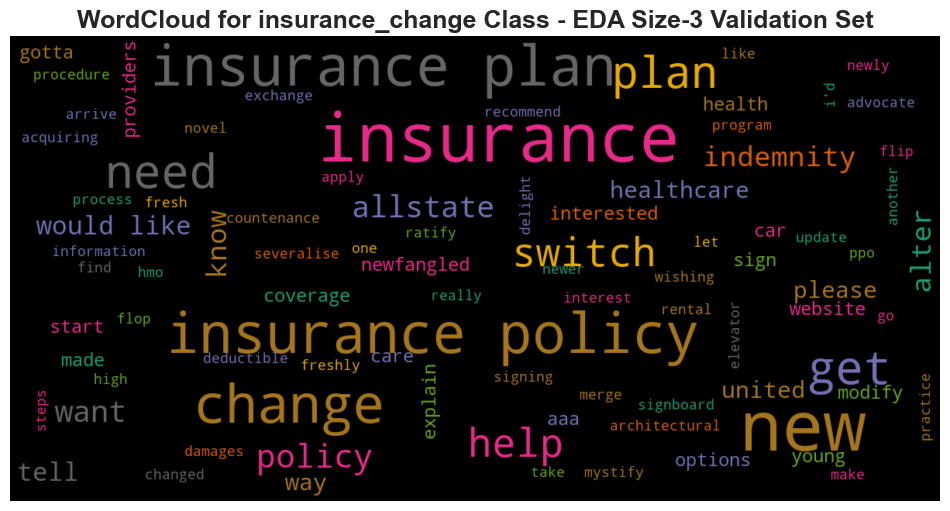 WordCloud for insurance_change Class - EDA Size-3 Validation Set
gotta
providers
insurance plan
plan
like
newly
procedure
exchange
i'd
arrive
recommend
health
advocate
acquiring
novel
insurance
program
indemnity
flip
need
apply
process
fresh
allstate
delight
healthcare
another
would like
know
countenance
interested
car
update
alter
information
severalise
one
ratify
switch
let
sign
ppo
find
hmo
newfangled
newer
wishing
please
coverage
really
interest
rental
website
go
start
flop
insurance policy
elevator
made
deductible
care
freshly
get
high
signing
united
modify
steps
want
change
explain
merge
signboard
new
practice
aaa
architectural
damages
policy
help
options
young
tell
changed
way
take
mystify
make